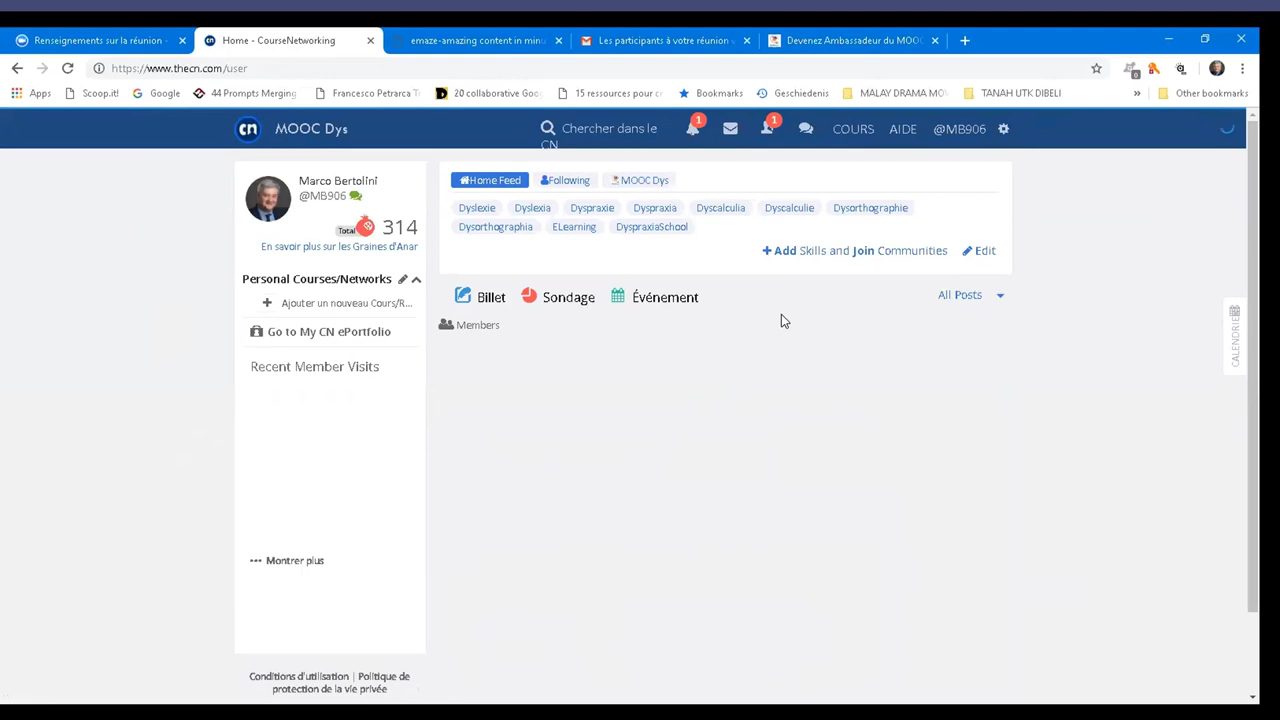 Renseignements sur la réunion -
Home - CourseNetworking
emaze-amazing content in minu
Les participants à votre réunion
Devenez Ambassadeur du MOO
https://www.thecn.com/user
Apps
Scoop.it!
Google
44 Prompts Merging
Francesco Petrarca T
20 collaborative Goo
15 ressources pour cr
Bookmarks
Geschiedenis
MALAY DRAMA MO
TANAH UTK DIBELI
»
Other bookmarks
cn
MOOC Dys
Chercher dans le
CN
1
1
COURS
AIDE
@MB906
Marco Bertolini
@MB906
Total
314
En savoir plus sur les Graines d'Anar
Personal Courses/Networks
Ajouter un nouveau Cours/R...
Go to My CN ePortfolio
Recent Member Visits
Montrer plus
Conditions d'utilisation | Politique de
protection de la vie privée
Home Feed
Following
MOOC Dys
Dyslexie
Dyslexia
Dyspraxie
Dyspraxia
Dyscalculia
Dyscalculie
Dysorthographie
Dysorthographia
ELearning
DyspraxiaSchool
+ Add Skills and Join Communities
Edit
Billet
Sondage
Événement
All Posts
Members
CALENDRIE